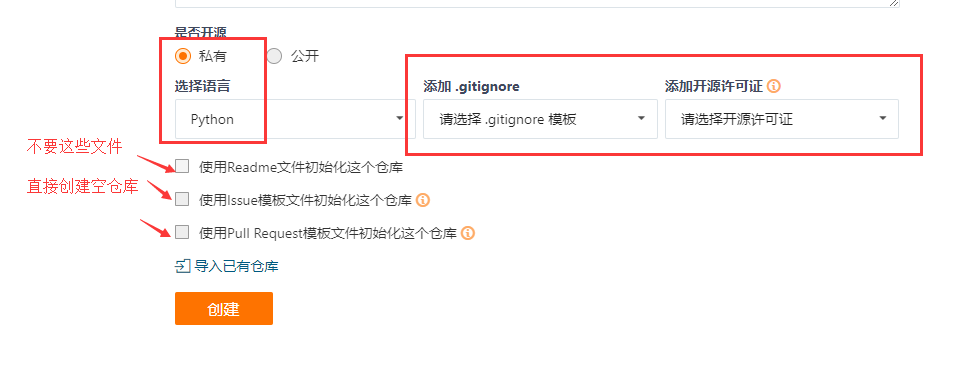 是否开源
私有 公开
选择语言 添加 .gitignore 添加开源许可证
Python 请选择 .gitignore 模板 请选择开源许可证
不要这些文件
使用Readme文件初始化这个仓库
直接创建空仓库
使用Issue模板文件初始化这个仓库
使用Pull Request模板文件初始化这个仓库
导入已有仓库
创建